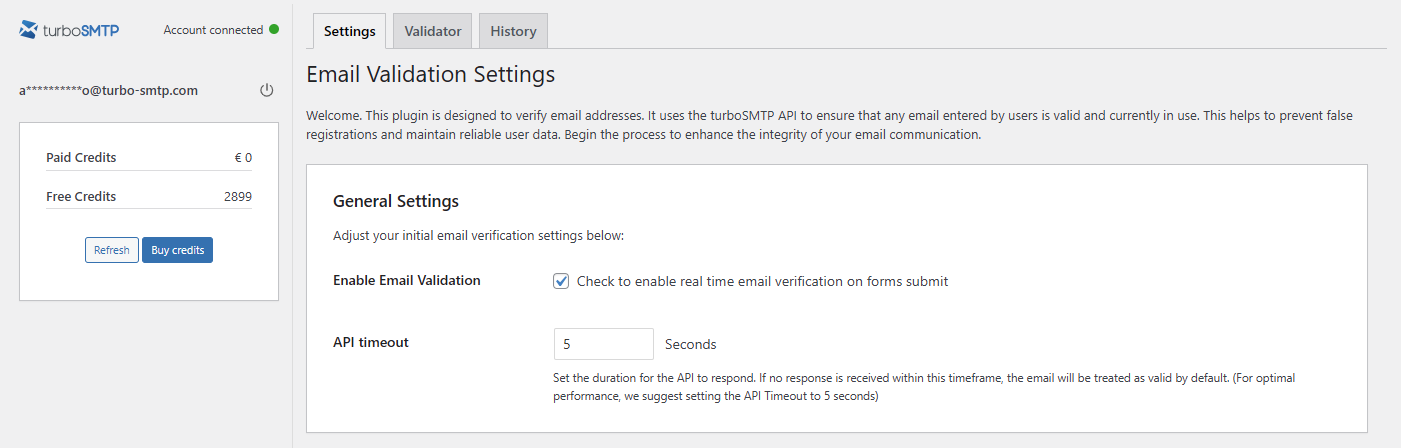 turboSMTP
Account connected
a**********o@turbo-smtp.com
Paid Credits € 0
Free Credits 2899
Refresh Buy credits
Settings Validator History
Email Validation Settings
Welcome. This plugin is designed to verify email addresses. It uses the turboSMTP API to ensure that any email entered by users is valid and currently in use. This helps to prevent false
registrations and maintain reliable user data. Begin the process to enhance the integrity of your email communication.
General Settings
Adjust your initial email verification settings below:
Enable Email Validation Check to enable real time email verification on forms submit
API timeout 5 Seconds
Set the duration for the API to respond. If no response is received within this timeframe, the email will be treated as valid by default. (For optimal
performance, we suggest setting the API Timeout to 5 seconds)